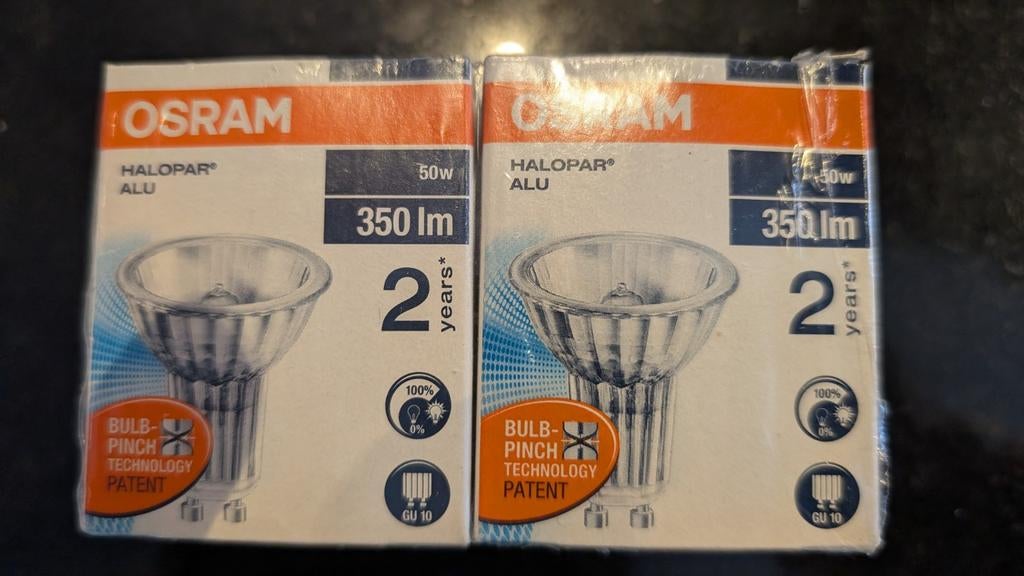 OSRAM
HALOPAR®
ALU
50w
350 lm
2
years*
100%
0%
BULB-
PINCH
TECHNOLOGY
PATENT
GU 10
OSRAM
HALOPAR®
ALU
50w
350 lm
2
years*
100%
0%
BULB-
PINCH
TECHNOLOGY
PATENT
GU 10